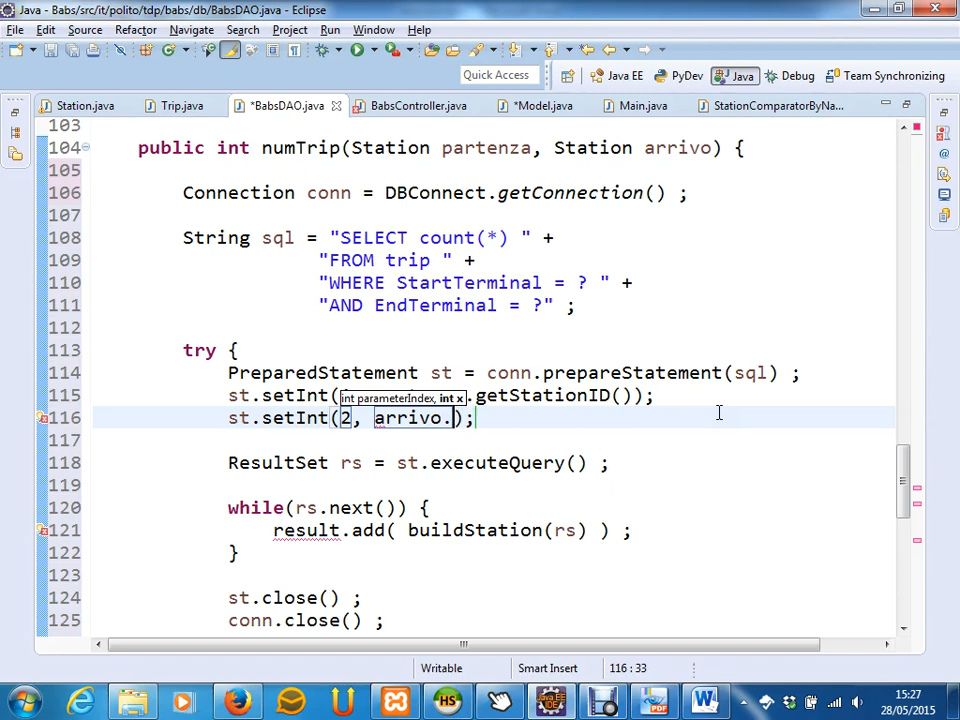 Java - Babs/src/it/polito/tdp/babs/db/BabsDAO.java - Eclipse
File Edit Source Refactor Navigate Search Project Run Window Help
Quick Access Java EE PyDev Java Debug Team Synchronizing
Station.java Trip.java *BabsDAO.java BabsController.java *Model.java Main.java StationComparatorByNa...
103
104 public int numTrip(Station partenza, Station arrivo) {
105
106 Connection conn = DBConnect.getConnection() ;
107
108 String sql = "SELECT count(*) " +
109 "FROM trip " +
110 "WHERE StartTerminal = ? " +
111 "AND EndTerminal = ?" ;
112
113 try {
114 PreparedStatement st = conn.prepareStatement(sql) ;
int parameterIndex, int x
115 st.setInt( .getStationID());
116 st.setInt(2, arrivo.);
117
118 ResultSet rs = st.executeQuery() ;
119
120 while(rs.next()) {
121 result.add( buildStation(rs) ) ;
122 }
123
124 st.close() ;
125 conn.close() ;
Writable Smart Insert 116 : 33
15:27
28/05/2015